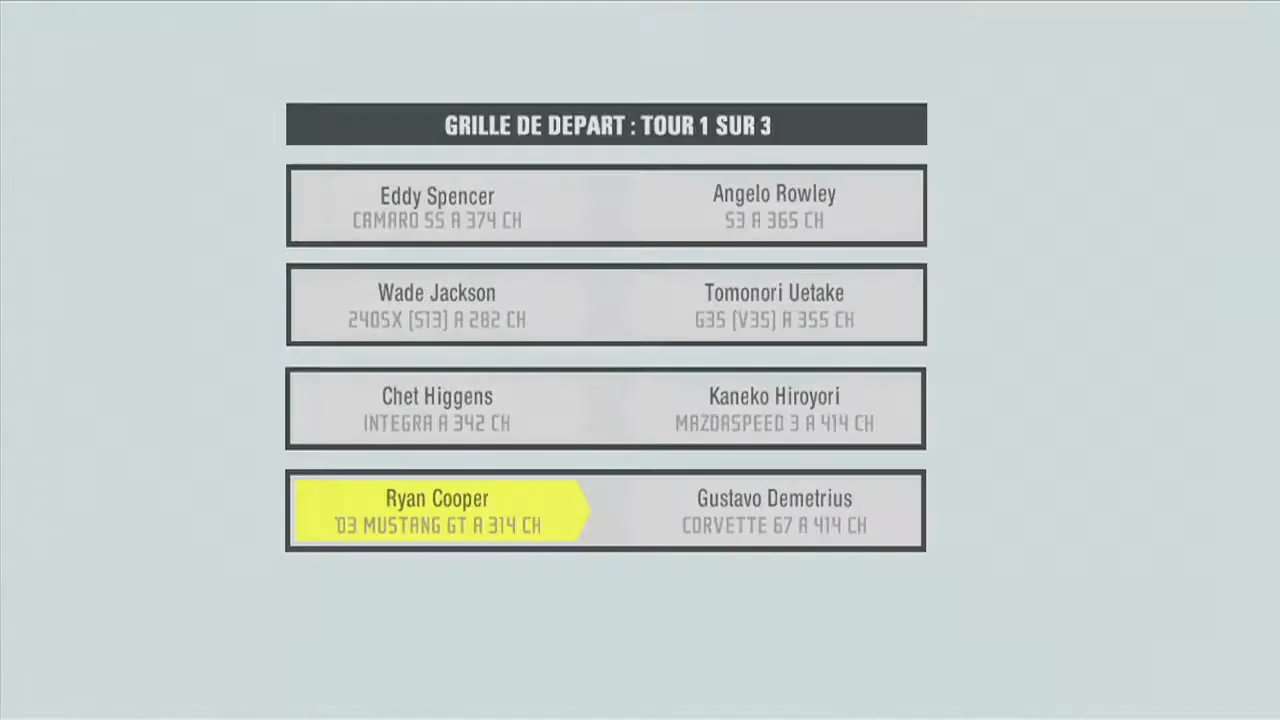 GRILLE DE DEPART : TOUR 1 SUR 3
Eddy Spencer
CAMARO SS A 374 CH
Angelo Rowley
S3 A 365 CH
Wade Jackson
240SX (S13) A 282 CH
Tomonori Uetake
G35 (V35) A 355 CH
Chet Higgens
INTEGRA A 342 CH
Kaneko Hiroyori
MAZDASPEED 3 A 414 CH
Ryan Cooper
'03 MUSTANG GT A 314 CH
Gustavo Demetrius
CORVETTE 67 A 414 CH